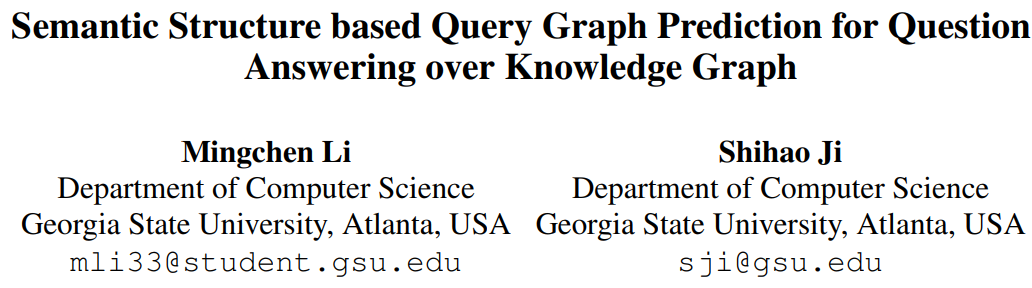 Semantic Structure based Query Graph Prediction for Question
Answering over Knowledge Graph
Mingchen Li
Department of Computer Science
Georgia State University, Atlanta, USA
mli33@student.gsu.edu
Shihao Ji
Department of Computer Science
Georgia State University, Atlanta, USA
sji@gsu.edu